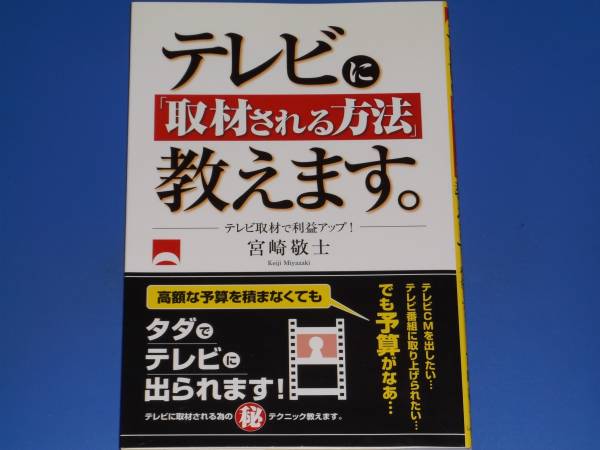 テレビに
「取材される方法」
教えます。
テレビ取材で利益アップ!
宮崎敬士
Keiji Miyazaki
テレビCMを出したい…
テレビ番組に取り上げられたい…
でも予算がなあ…
高額な予算を積まなくても
タダで
テレビに
出られます!
テレビに取材される為の㊙テクニック教えます。